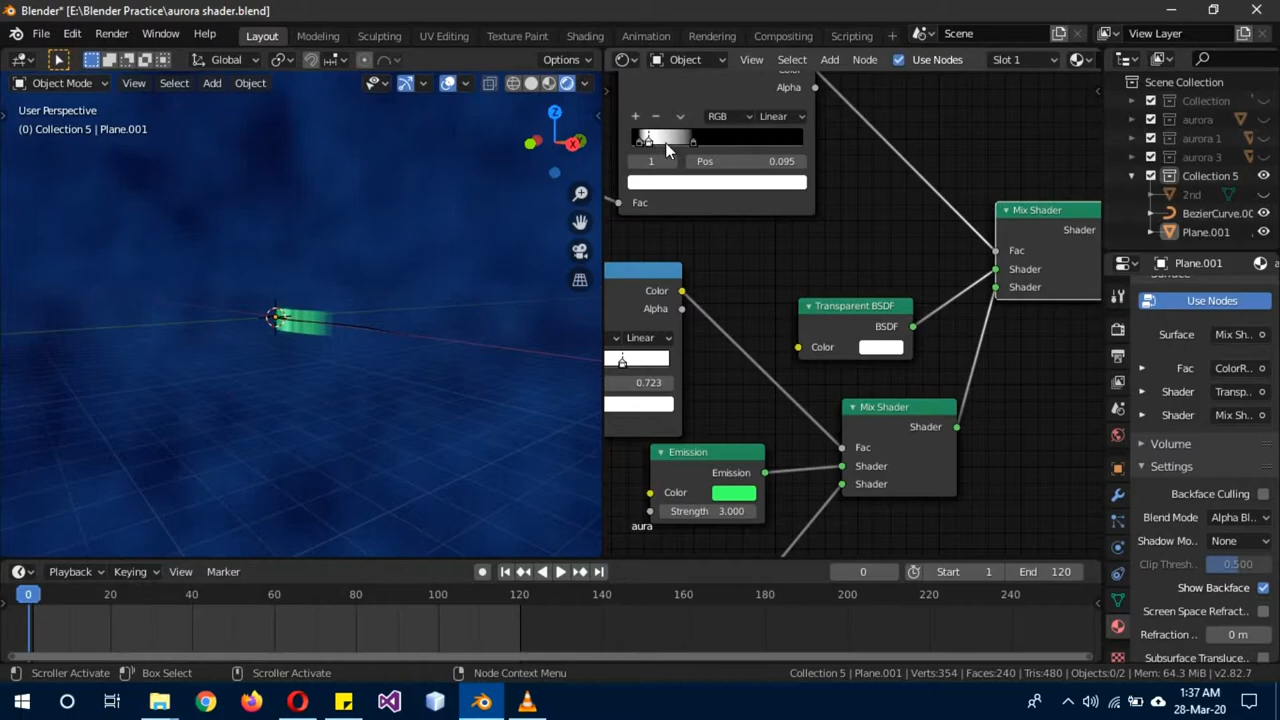 Blender* [E:\Blender Practice\aurora shader.blend]
File Edit Render Window Help Layout Modeling Sculpting UV Editing Texture Paint Shading Animation Rendering Compositing Scripting Scene View Layer
Global Options Object View Select Add Node Use Nodes Slot 1
Object Mode View Select Add Object
User Perspective
(0) Collection 5 | Plane.001
Z
X
Alpha
RGB Linear
1 Pos 0.095
Fac
Color
Alpha
Linear
0.723
Transparent BSDF
BSDF
Color
Mix Shader
Shader
Fac
Shader
Shader
Mix Shader
Shader
Fac
Shader
Shader
Emission
Emission
Color
Strength 3.000
aura
Scene Collection
Collection
aurora
aurora 1
aurora 3
Collection 5
2nd
BezierCurve.00
Plane.001
Plane.001
Use Nodes
Surface Mix Sh..
Fac ColorR..
Shader Transp..
Shader Mix Sh..
Volume
Settings
Backface Culling
Blend Mode Alpha Bl..
Shadow Mo.. None
Clip Thresh.. 0.500
Show Backface
Screen Space Refract..
Refraction .. 0 m
Subsurface Transluce..
Playback Keying View Marker 0 Start 1 End 120
0 20 40 60 80 100 120 140 160 180 200 220 240
Scroller Activate Box Select Scroller Activate Node Context Menu Collection 5 | Plane.001 | Verts:354 | Faces:240 | Tris:480 | Objects:0/2 | Mem: 64.3 MiB | v2.82.7
1:37 AM
28-Mar-20